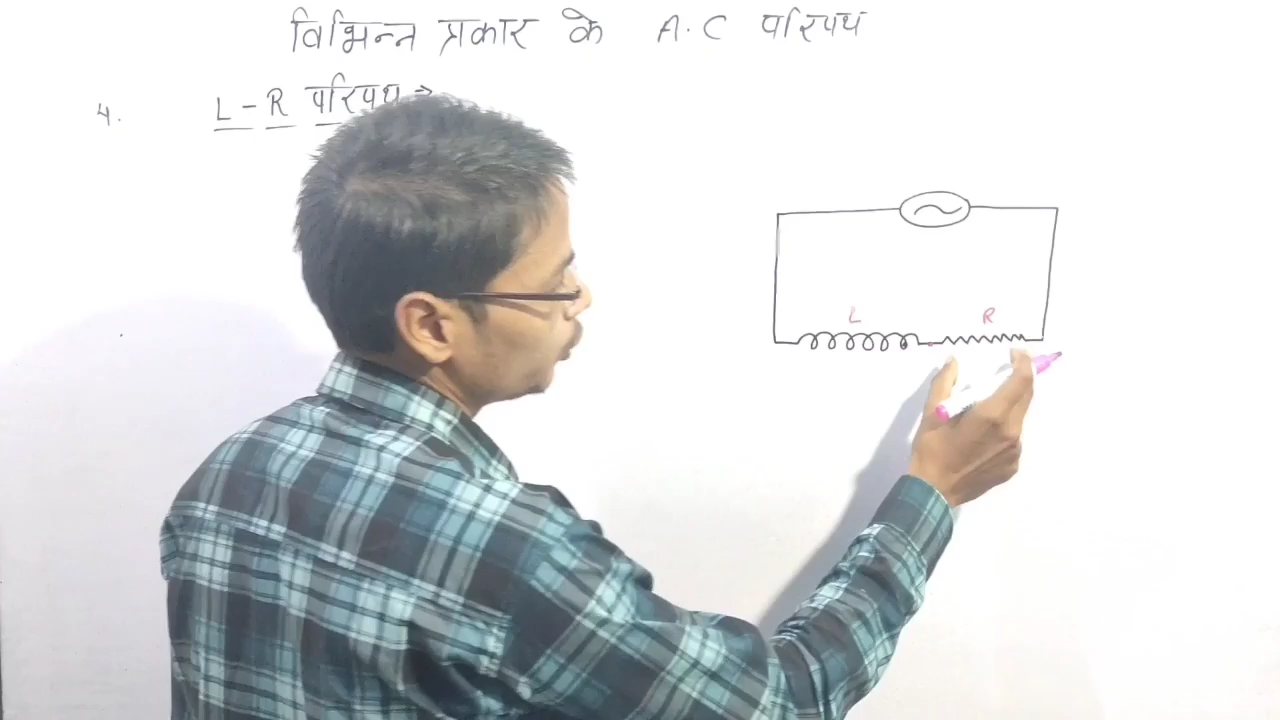 विभिन्न प्रकार के A.C परिपथ
4. L-R परिपथ →
L R